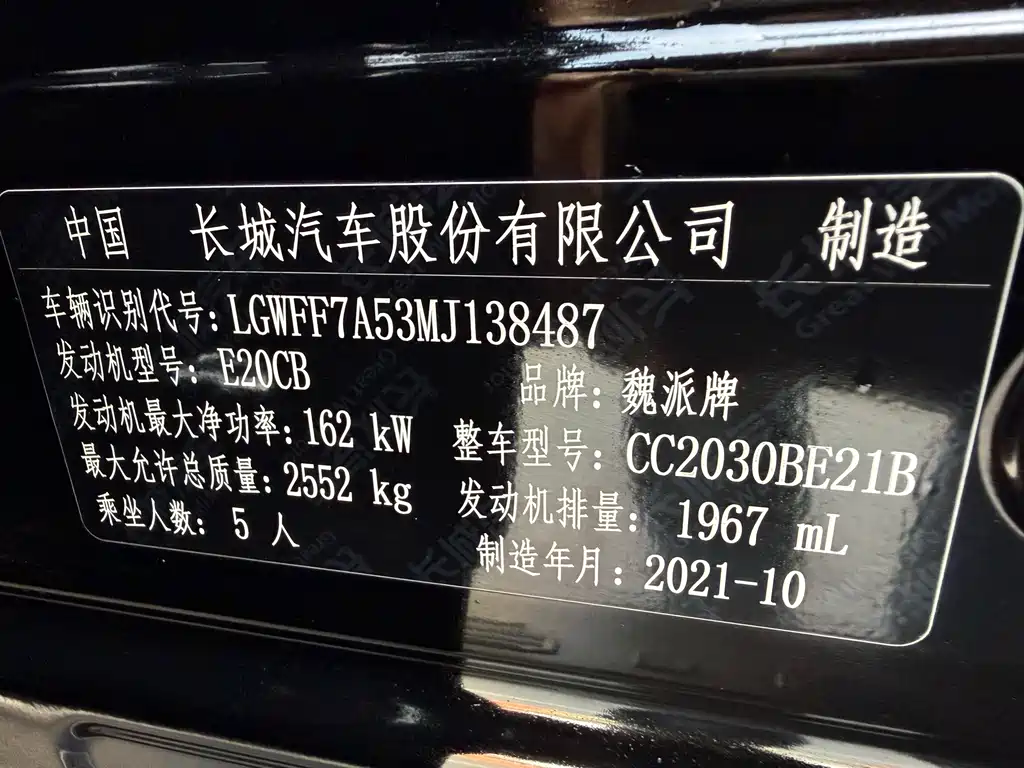 中国 长城汽车股份有限公司 制造
车辆识别代号：LGWFF7A53MJ138487
发动机型号：E20CB
品牌：魏派牌
发动机最大净功率：162 kW
整车型号：CC2030BE21B
最大允许总质量：2552 kg
发动机排量：1967 mL
乘坐人数：5 人
制造年月：2021-10